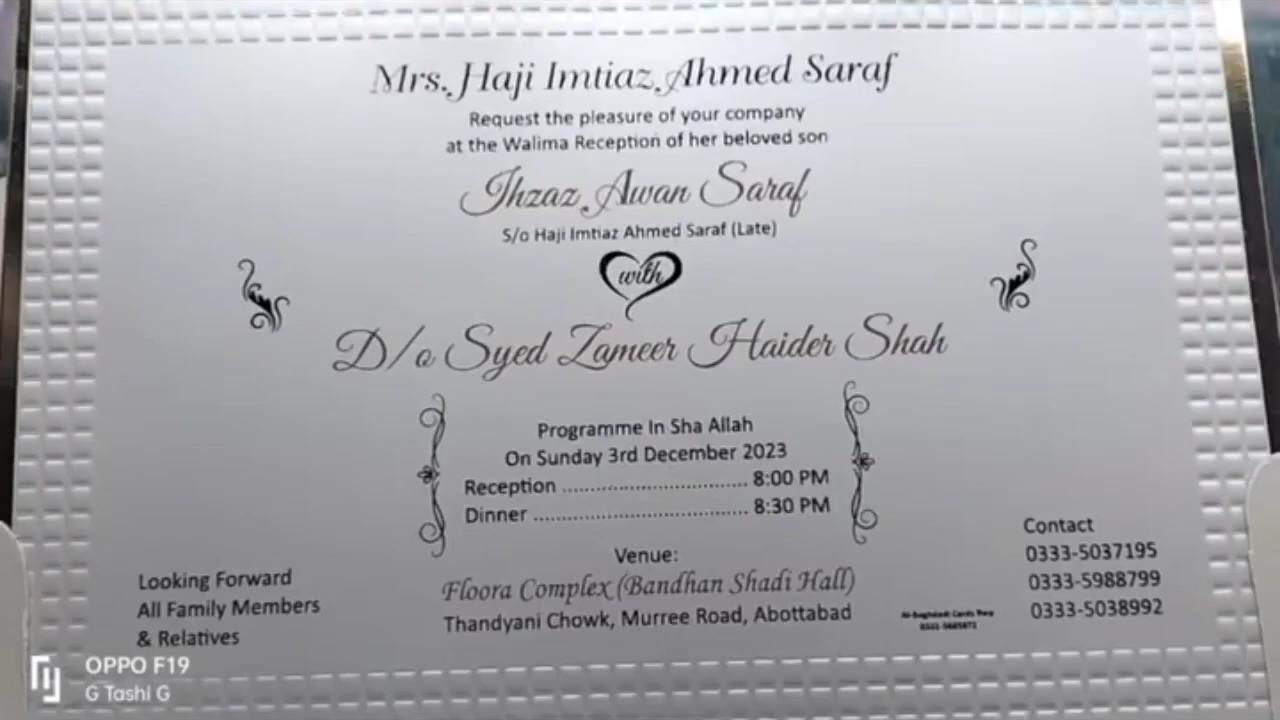 Mrs. Haji Imtiaz Ahmed Saraf
Request the pleasure of your company
at the Walima Reception of her beloved son
Ihzaz Awan Saraf
S/o Haji Imtiaz Ahmed Saraf (Late)
with
D/o Syed Zameer Haider Shah
Programme In Sha Allah
On Sunday 3rd December 2023
Reception ................................ 8:00 PM
Dinner ..................................... 8:30 PM
Venue:
Floora Complex (Bandhan Shadi Hall)
Thandyani Chowk, Murree Road, Abottabad
Looking Forward
All Family Members
& Relatives
Contact
0333-5037195
0333-5988799
0333-5038992
OPPO F19
G Tashi G